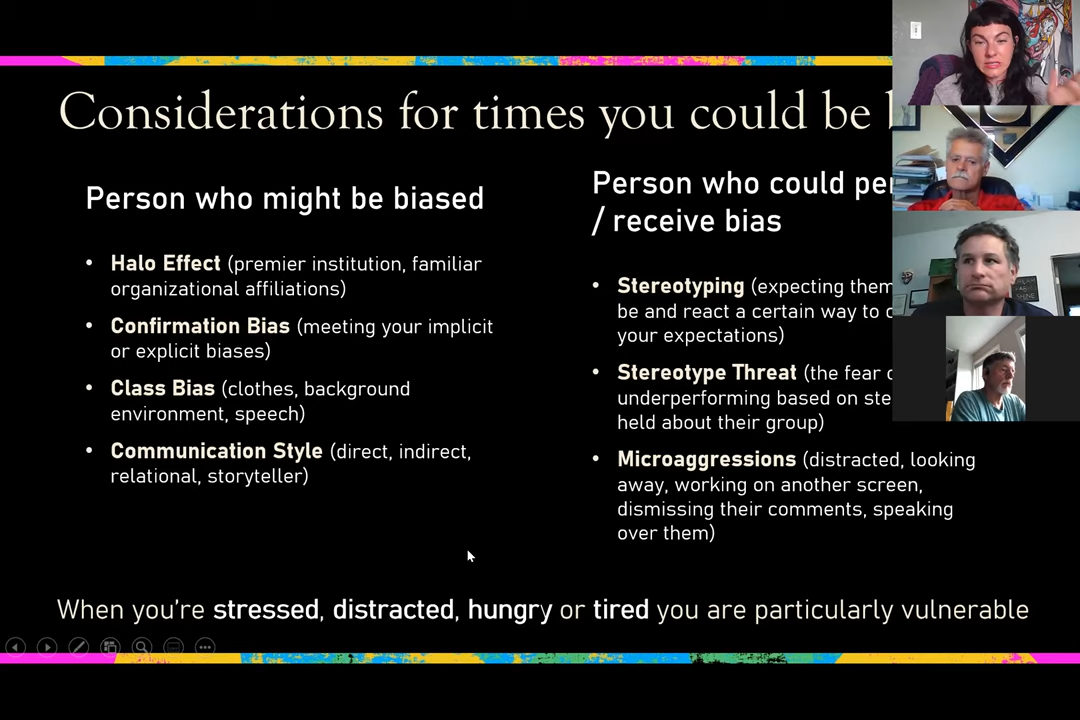 Considerations for times you could be
Person who might be biased
• Halo Effect (premier institution, familiar
organizational affiliations)
• Confirmation Bias (meeting your implicit
or explicit biases)
• Class Bias (clothes, background
environment, speech)
• Communication Style (direct, indirect,
relational, storyteller)
Person who could
/ receive bias
• Stereotyping (expecting them
be and react a certain way to
your expectations)
• Stereotype Threat (the fear
underperforming based on
held about their group)
• Microaggressions (distracted, looking
away, working on another screen,
dismissing their comments, speaking
over them)
When you're stressed, distracted, hungry or tired you are particularly vulnerable